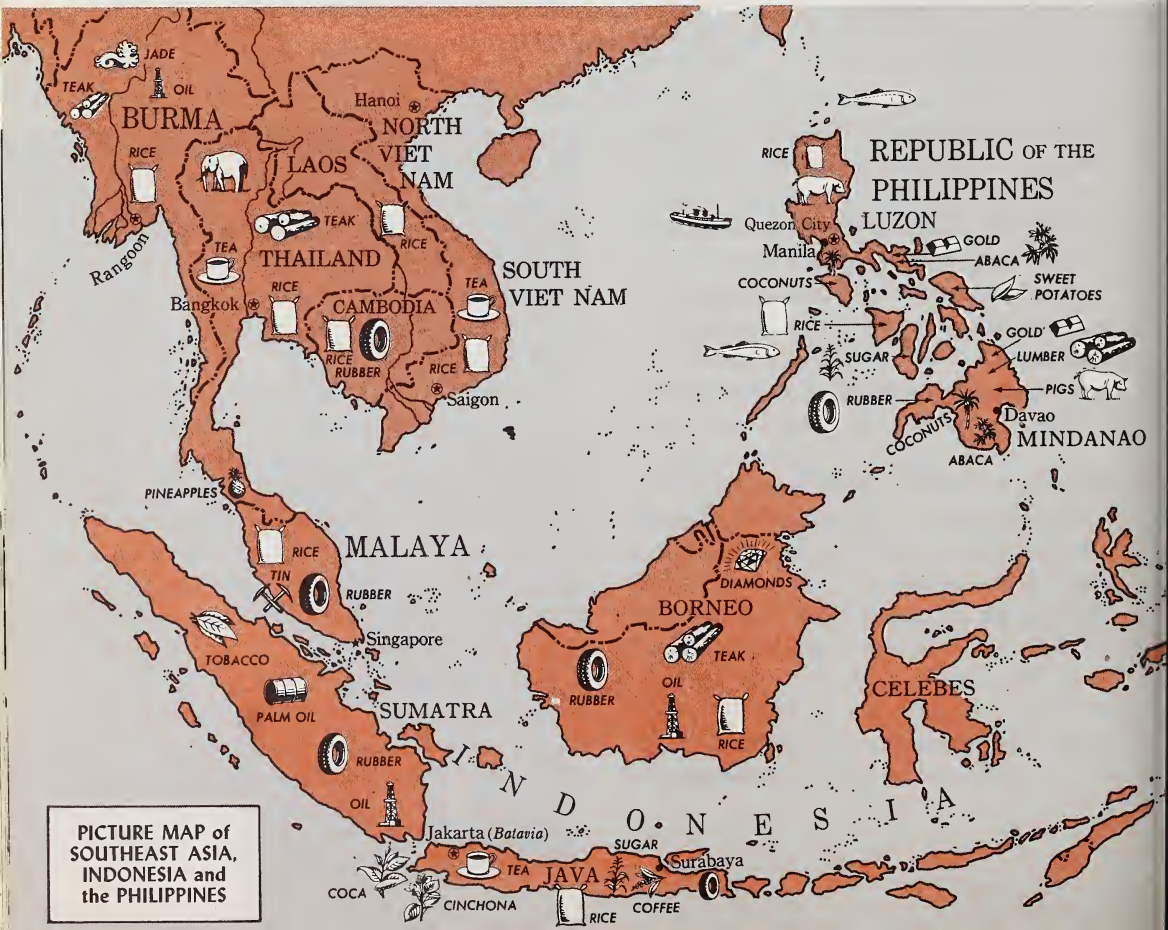 JADE
TEAK
OIL
BURMA
RICE
Rangoon
Hanoi
NORTH
VIET
NAM
LAOS
TEAK
RICE
TEA
THAILAND
RICE
Bangkok
CAMBODIA
RICE
RUBBER
TEA
SOUTH
VIET NAM
RICE
Saigon
RICE
REPUBLIC OF THE
PHILIPPINES
Quezon City
LUZON
Manila
GOLD
ABACA
COCONUTS
SWEET
POTATOES
RICE
GOLD
LUMBER
SUGAR
RUBBER
PIGS
COCONUTS
Davao
MINDANAO
ABACA
PINEAPPLES
RICE
MALAYA
TIN
RUBBER
Singapore
TOBACCO
PALM OIL
SUMATRA
RUBBER
OIL
DIAMONDS
BORNEO
TEAK
RUBBER
OIL
RICE
CELEBES
INDONESIA
Jakarta (Batavia)
SUGAR
Surabaya
TEA
JAVA
COCA
CINCHONA
RICE
COFFEE
PICTURE MAP of
SOUTHEAST ASIA,
INDONESIA and
the PHILIPPINES